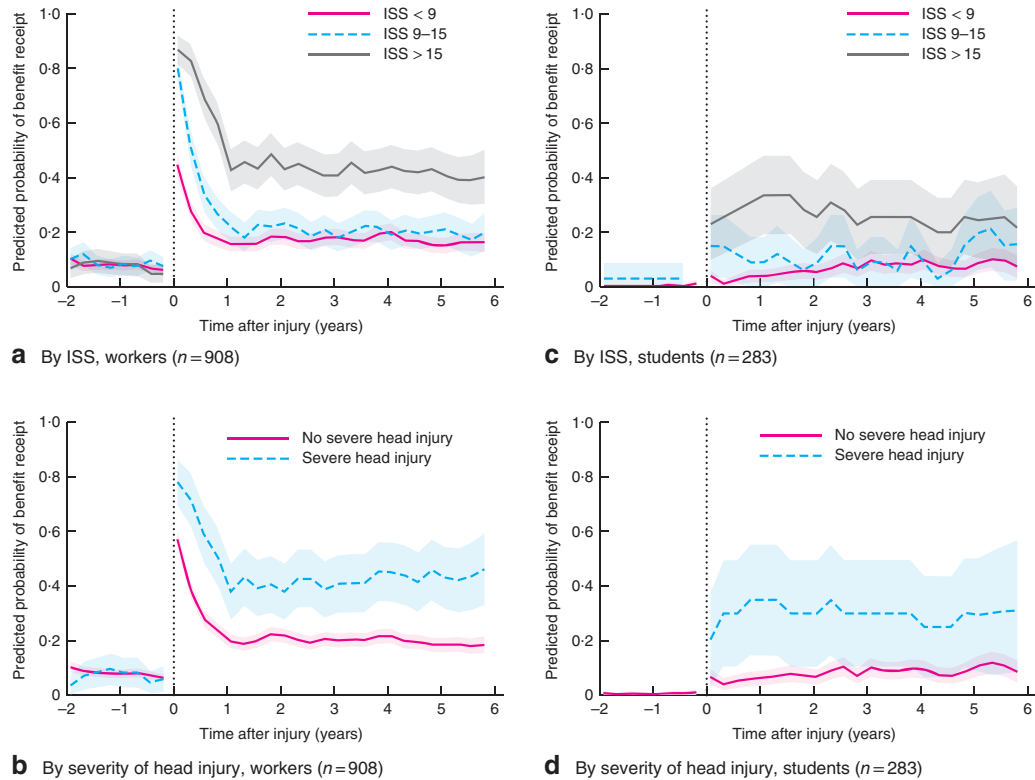 1·0
0·8
0·6
0·4
0·2
0
Predicted probability of benefit receipt
ISS < 9
ISS 9–15
ISS > 15
–2 –1 0 1 2 3 4 5 6
Time after injury (years)
a By ISS, workers (n=908)
1·0
0·8
0·6
0·4
0·2
0
Predicted probability of benefit receipt
ISS < 9
ISS 9–15
ISS > 15
–2 –1 0 1 2 3 4 5 6
Time after injury (years)
c By ISS, students (n=283)
1·0
0·8
0·6
0·4
0·2
0
Predicted probability of benefit receipt
No severe head injury
Severe head injury
–2 –1 0 1 2 3 4 5 6
Time after injury (years)
b By severity of head injury, workers (n=908)
1·0
0·8
0·6
0·4
0·2
0
Predicted probability of benefit receipt
No severe head injury
Severe head injury
–2 –1 0 1 2 3 4 5 6
Time after injury (years)
d By severity of head injury, students (n=283)